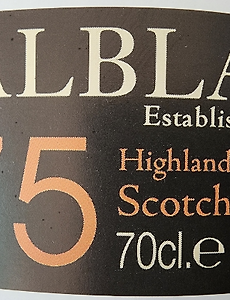 ALBLA
Establis
75
Highland
Scotch
70cl.e